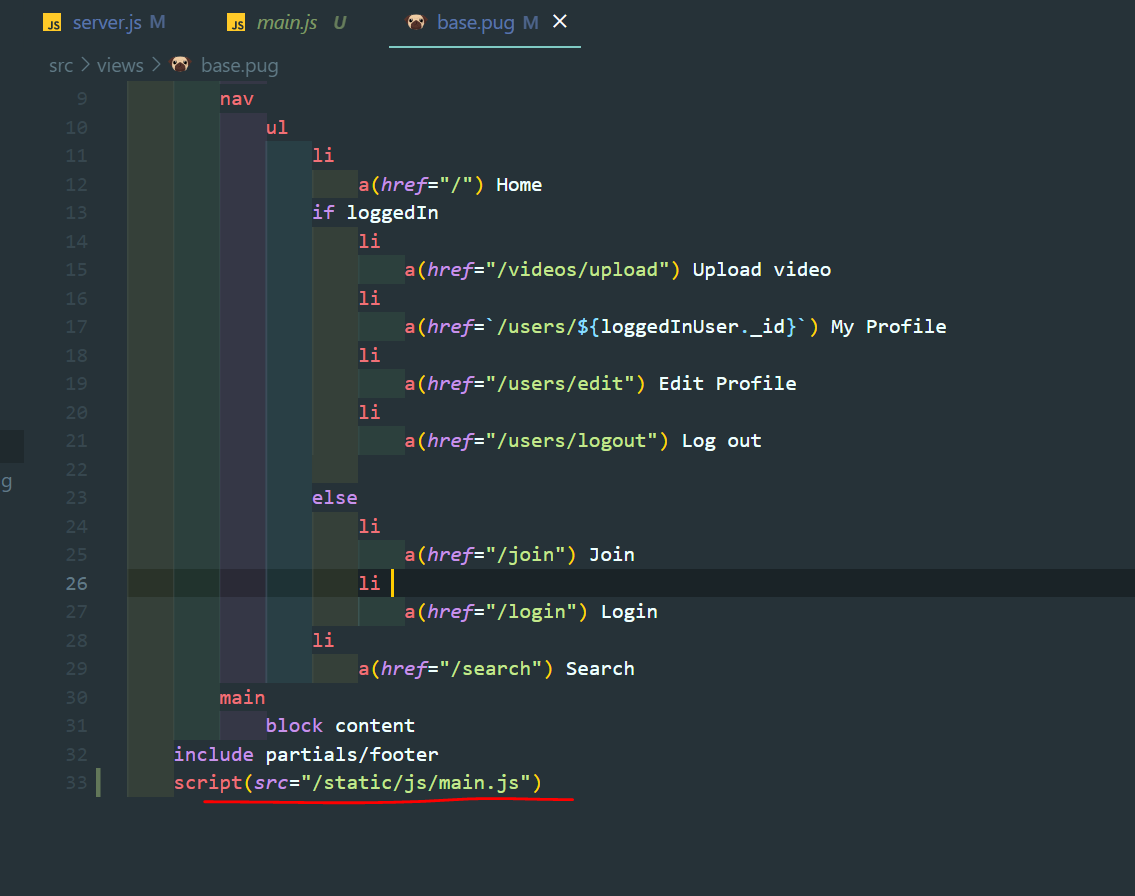 JS server.js M JS main.js U base.pug M
src > views > base.pug
9 nav
10 ul
11 li
12 a(href="/") Home
13 if loggedIn
14 li
15 a(href="/videos/upload") Upload video
16 li
17 a(href=`/users/${loggedInUser._id}`) My Profile
18 li
19 a(href="/users/edit") Edit Profile
20 li
21 a(href="/users/logout") Log out
22
23 else
24 li
25 a(href="/join") Join
26 li
27 a(href="/login") Login
28 li
29 a(href="/search") Search
30 main
31 block content
32 include partials/footer
33 script(src="/static/js/main.js")
g